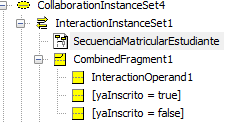 CollaborationInstanceSet4
InteractionInstanceSet1
SecuenciaMatricularEstudiante
CombinedFragment1
InteractionOperand1
[yaInscrito = true]
[yaInscrito = false]